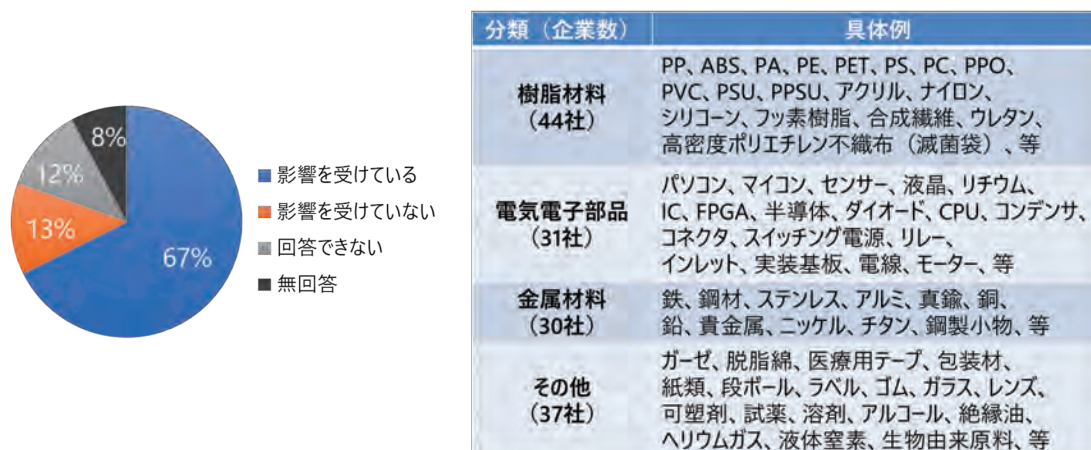 8%
12%
13%
67%
影響を受けている
影響を受けていない
回答できない
無回答
分類（企業数） 具体例
樹脂材料
（44社）
PP、ABS、PA、PE、PET、PS、PC、PPO、
PVC、PSU、PPSU、アクリル、ナイロン、
シリコーン、フッ素樹脂、合成繊維、ウレタン、
高密度ポリエチレン不織布（滅菌袋）、等
電気電子部品
（31社）
パソコン、マイコン、センサー、液晶、リチウム、
IC、FPGA、半導体、ダイオード、CPU、コンデンサ、
コネクタ、スイッチング電源、リレー、
インレット、実装基板、電線、モーター、等
金属材料
（30社）
鉄、鋼材、ステンレス、アルミ、真鍮、銅、
鉛、貴金属、ニッケル、チタン、鋼製小物、等
その他
（37社）
ガーゼ、脱脂綿、医療用テープ、包装材、
紙類、段ボール、ラベル、ゴム、ガラス、レンズ、
可塑剤、試薬、溶剤、アルコール、絶縁油、
ヘリウムガス、液体窒素、生物由来原料、等